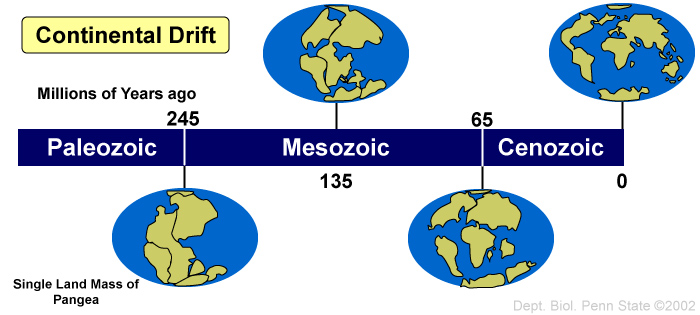 Continental Drift
Millions of Years ago
245
65
Paleozoic
Mesozoic
Cenozoic
135
0
Single Land Mass of
Pangea
Dept. Biol. Penn State ©2002